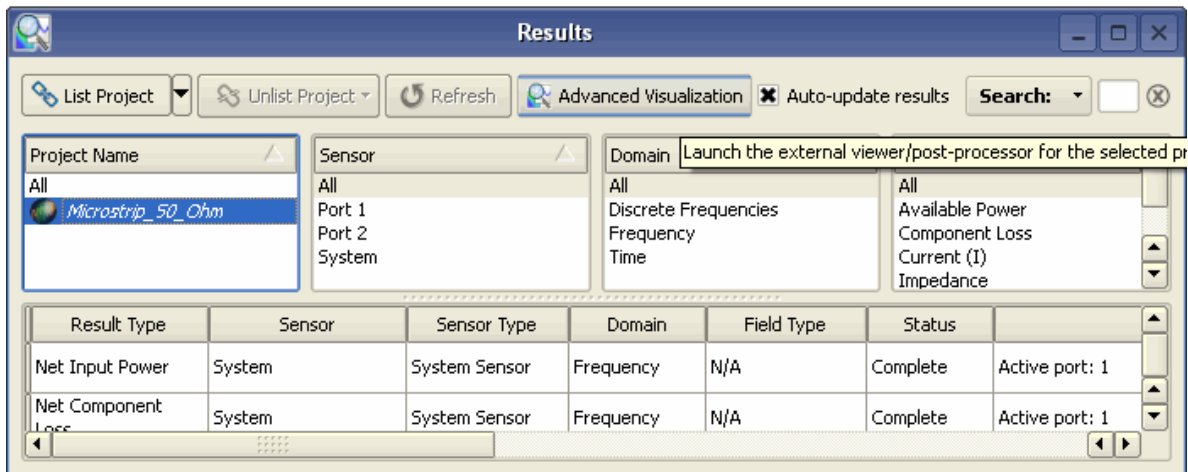 Results
List Project
Unlist Project
Refresh
Advanced Visualization
Auto-update results
Search:
Launch the external viewer/post-processor for the selected
Project Name
All
Microstrip_50_Ohm
Sensor
All
Port 1
Port 2
System
Domain
All
Discrete Frequencies
Frequency
Time
All
Available Power
Component Loss
Current (I)
Impedance
Result Type Sensor Sensor Type Domain Field Type Status
Net Input Power System System Sensor Frequency N/A Complete Active port: 1
Net Component Loss System System Sensor Frequency N/A Complete Active port: 1